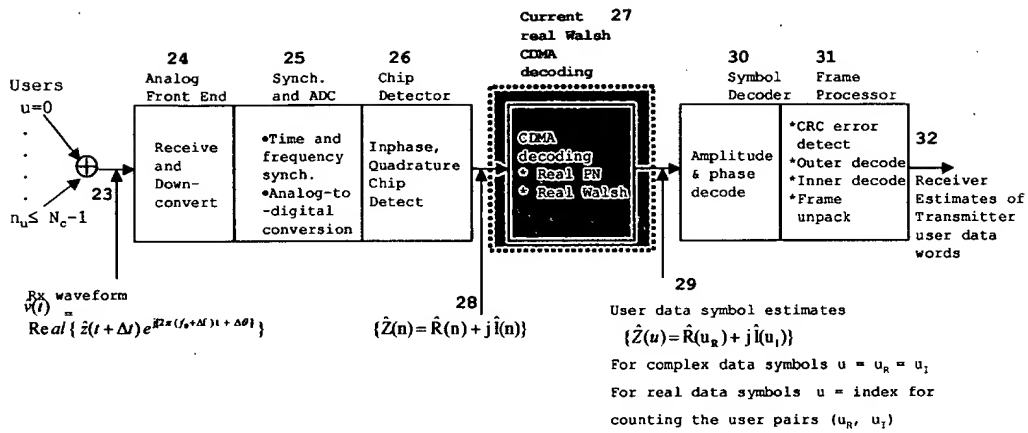 Current 27
real Walsh
CDMA
decoding
24
Analog
Front End
25
Synch.
and ADC
26
Chip
Detector
30
Symbol
Decoder
31
Frame
Processor
Users
u=0
.
.
.
.
n_u ≤ N_c-1
⊕
23
Receive
and
Down-
convert
•Time and
frequency
synch.
•Analog-to
-digital
conversion
Inphase,
Quadrature
Chip
Detect
CDMA
decoding
* Real PN
* Real Walsh
Amplitude
& phase
decode
*CRC error
detect
*Outer decode
*Inner decode
*Frame
unpack
32
Receiver
Estimates of
Transmitter
user data
words
Rx waveform
v̂(t) =
Real{ẑ(t+Δt)e^{j[2π(f_0+Δf)t+Δθ]}}
28
{Ẑ(n)=R̂(n)+jÎ(n)}
29
User data symbol estimates
{Ẑ(u)=R̂(u_R)+jÎ(u_I)}
For complex data symbols u = u_R = u_I
For real data symbols u = index for
counting the user pairs (u_R, u_I)